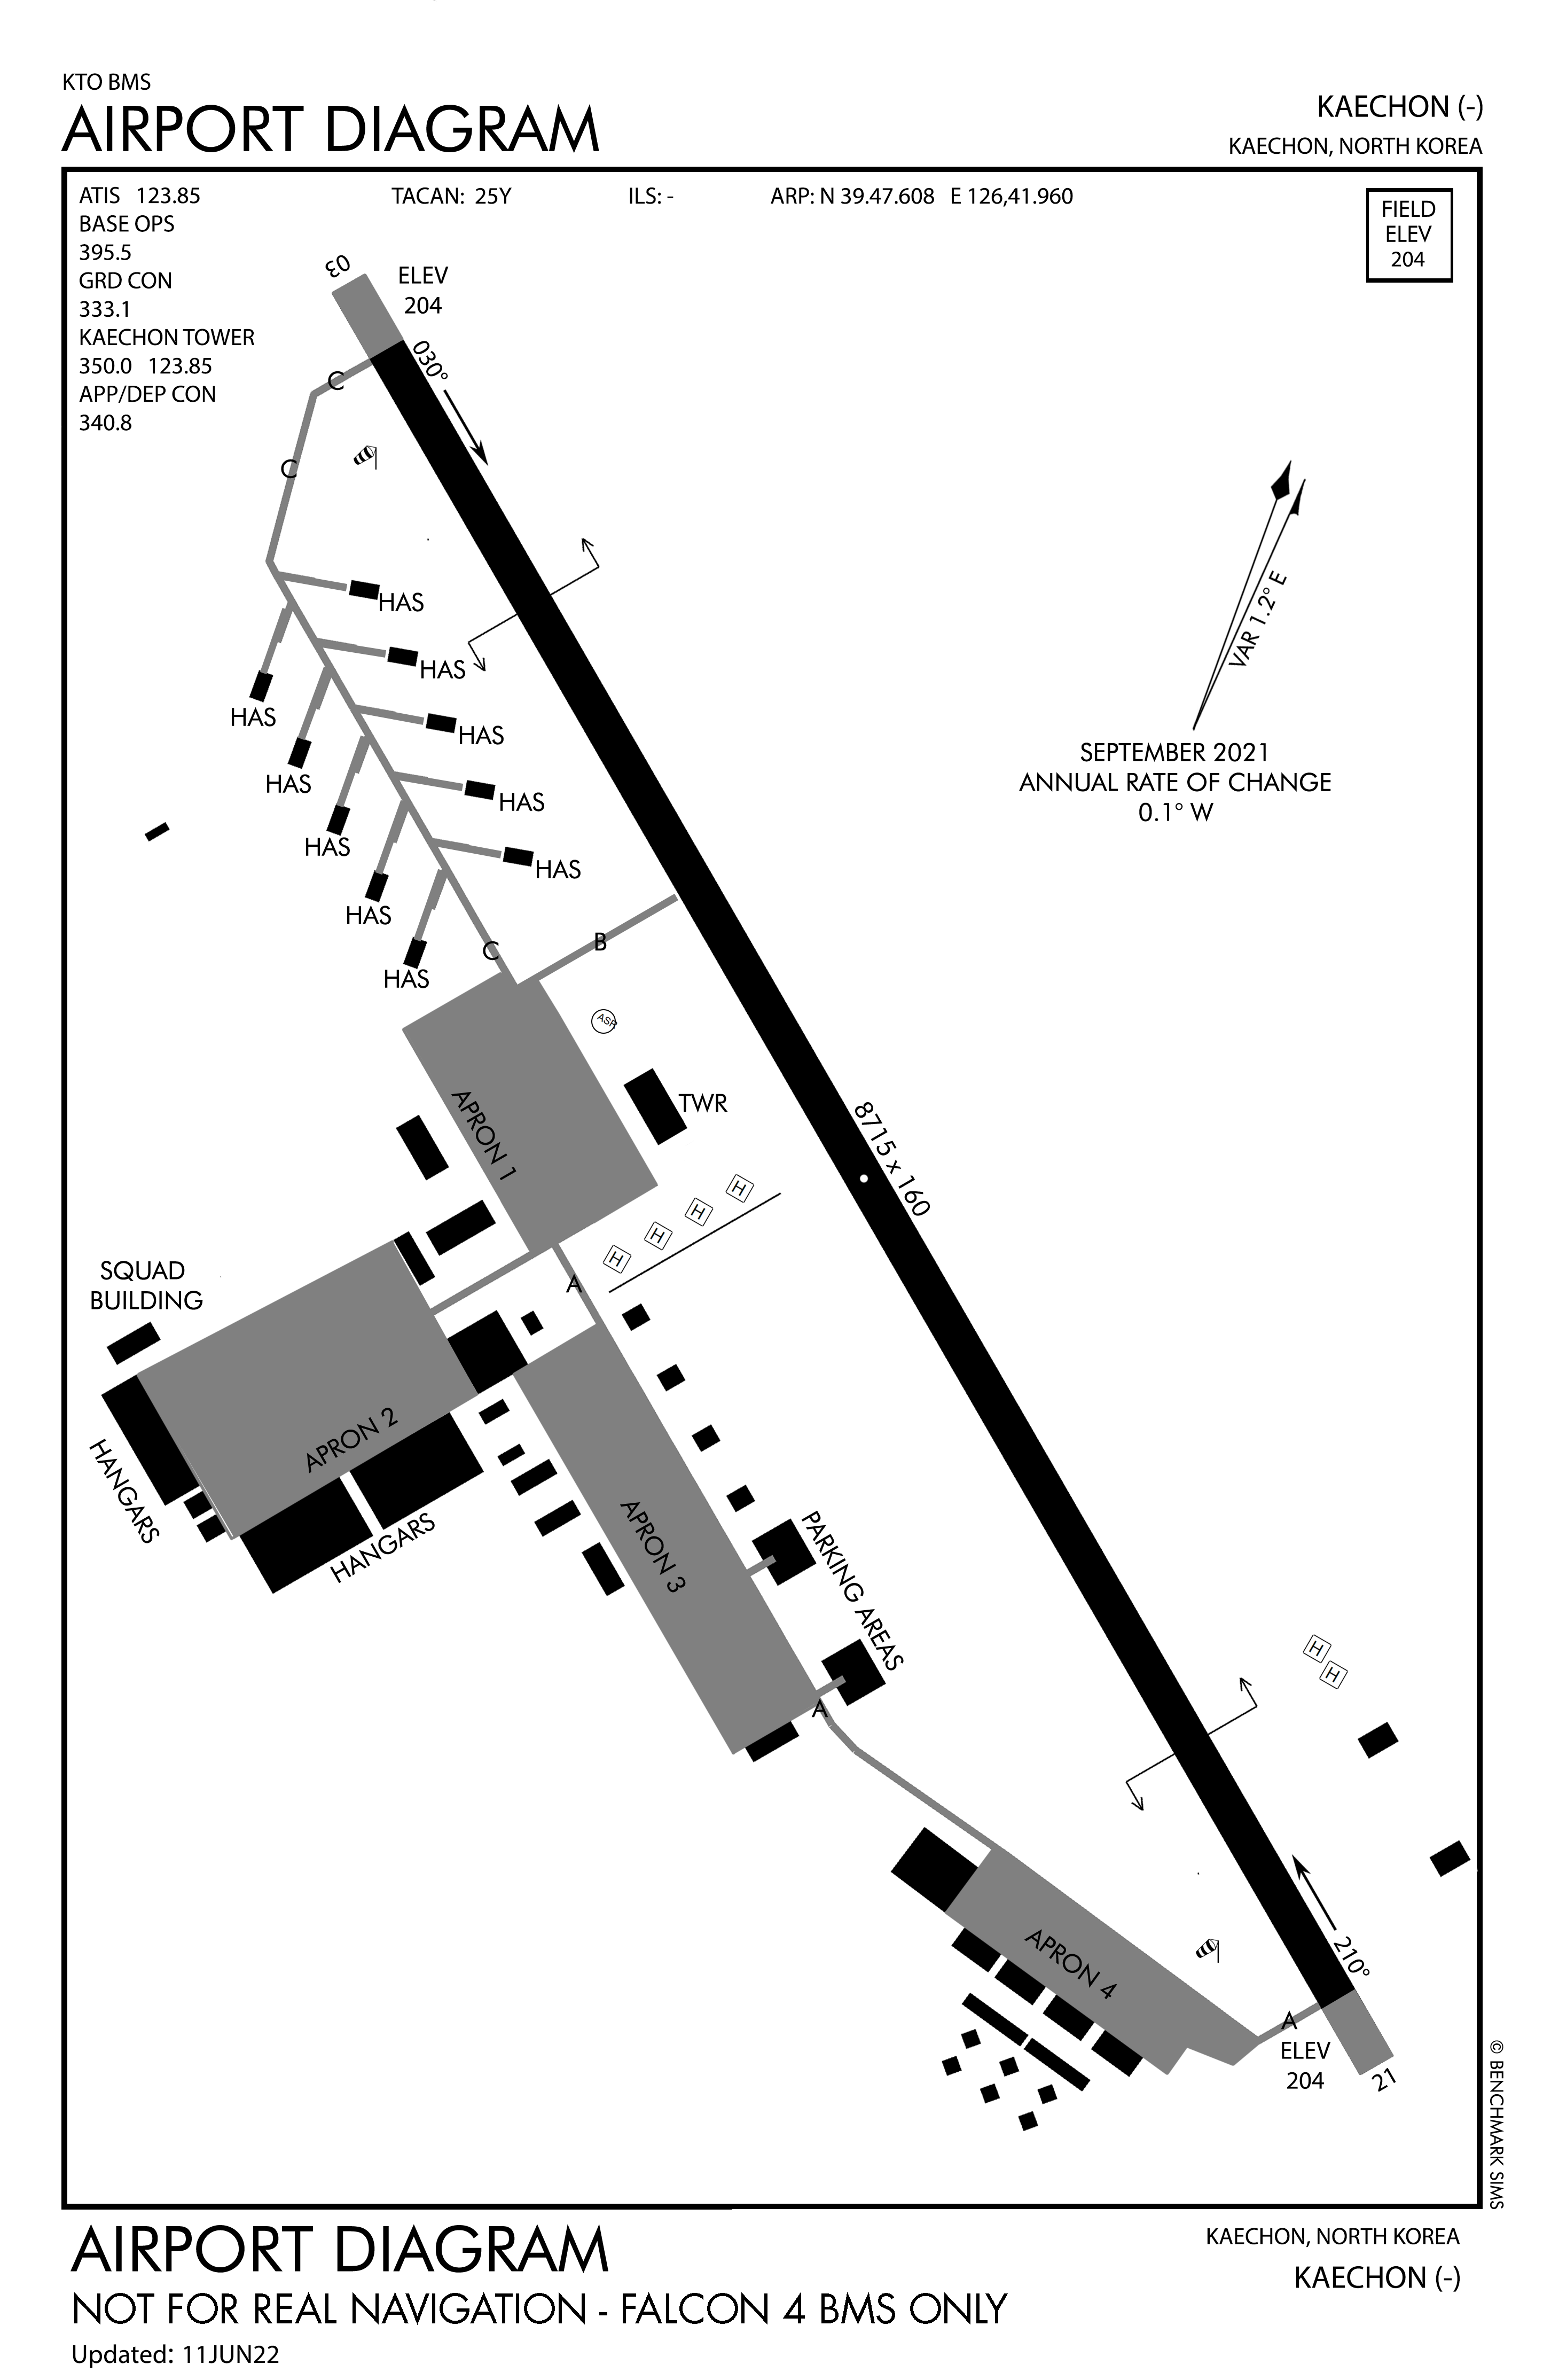 KTO BMS
AIRPORT DIAGRAM
KAECHON (-)
KAECHON, NORTH KOREA
ATIS 123.85
TACAN: 25Y
ILS: -
ARP: N 39.47.608 E 126,41.960
BASE OPS
395.5
GRD CON
333.1
KAECHON TOWER
350.0 123.85
APP/DEP CON
340.8
FIELD
ELEV
204
03
ELEV
204
030°
C
C
HAS
HAS
HAS
HAS
HAS
HAS
HAS
HAS
HAS
HAS
C
B
VAR 1.2° E
SEPTEMBER 2021
ANNUAL RATE OF CHANGE
0.1° W
ASR
TWR
APRON 1
8715 x 160
H
H
H
H
A
SQUAD
BUILDING
APRON 2
HANGARS
HANGARS
APRON 3
PARKING AREAS
A
H
H
APRON 4
210°
A
ELEV
204
21
© BENCHMARK SIMS
AIRPORT DIAGRAM
NOT FOR REAL NAVIGATION - FALCON 4 BMS ONLY
Updated: 11JUN22
KAECHON, NORTH KOREA
KAECHON (-)